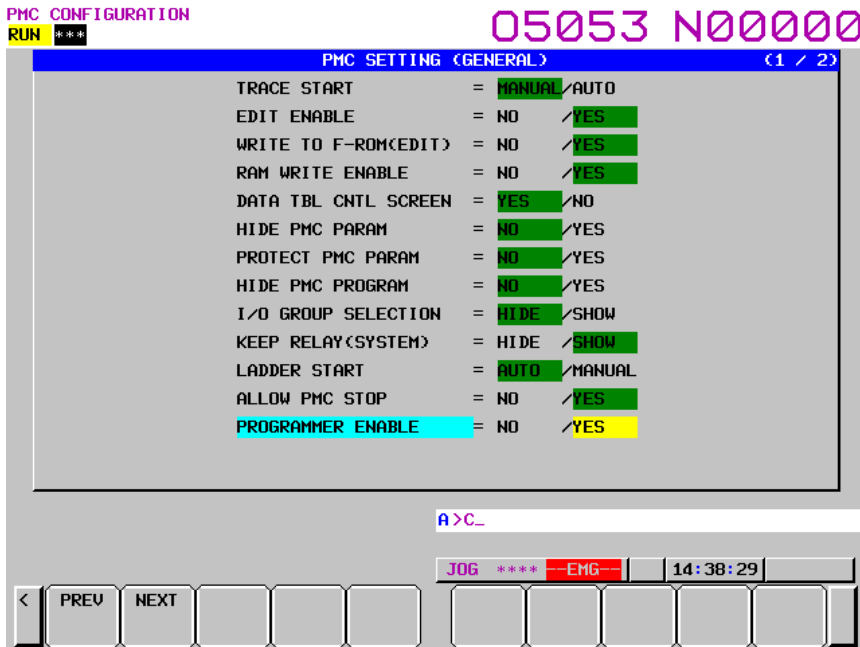 PMC CONFIGURATION
RUN *** O5053 N00000
PMC SETTING (GENERAL) (1 / 2)
TRACE START = MANUAL/AUTO
EDIT ENABLE = NO /YES
WRITE TO F-ROM(EDIT) = NO /YES
RAM WRITE ENABLE = NO /YES
DATA TBL CNTL SCREEN = YES /NO
HIDE PMC PARAM = NO /YES
PROTECT PMC PARAM = NO /YES
HIDE PMC PROGRAM = NO /YES
I/O GROUP SELECTION = HIDE /SHOW
KEEP RELAY(SYSTEM) = HIDE /SHOW
LADDER START = AUTO /MANUAL
ALLOW PMC STOP = NO /YES
PROGRAMMER ENABLE = NO /YES
A>C_
JOG **** --EMG-- 14:38:29
< PREV NEXT